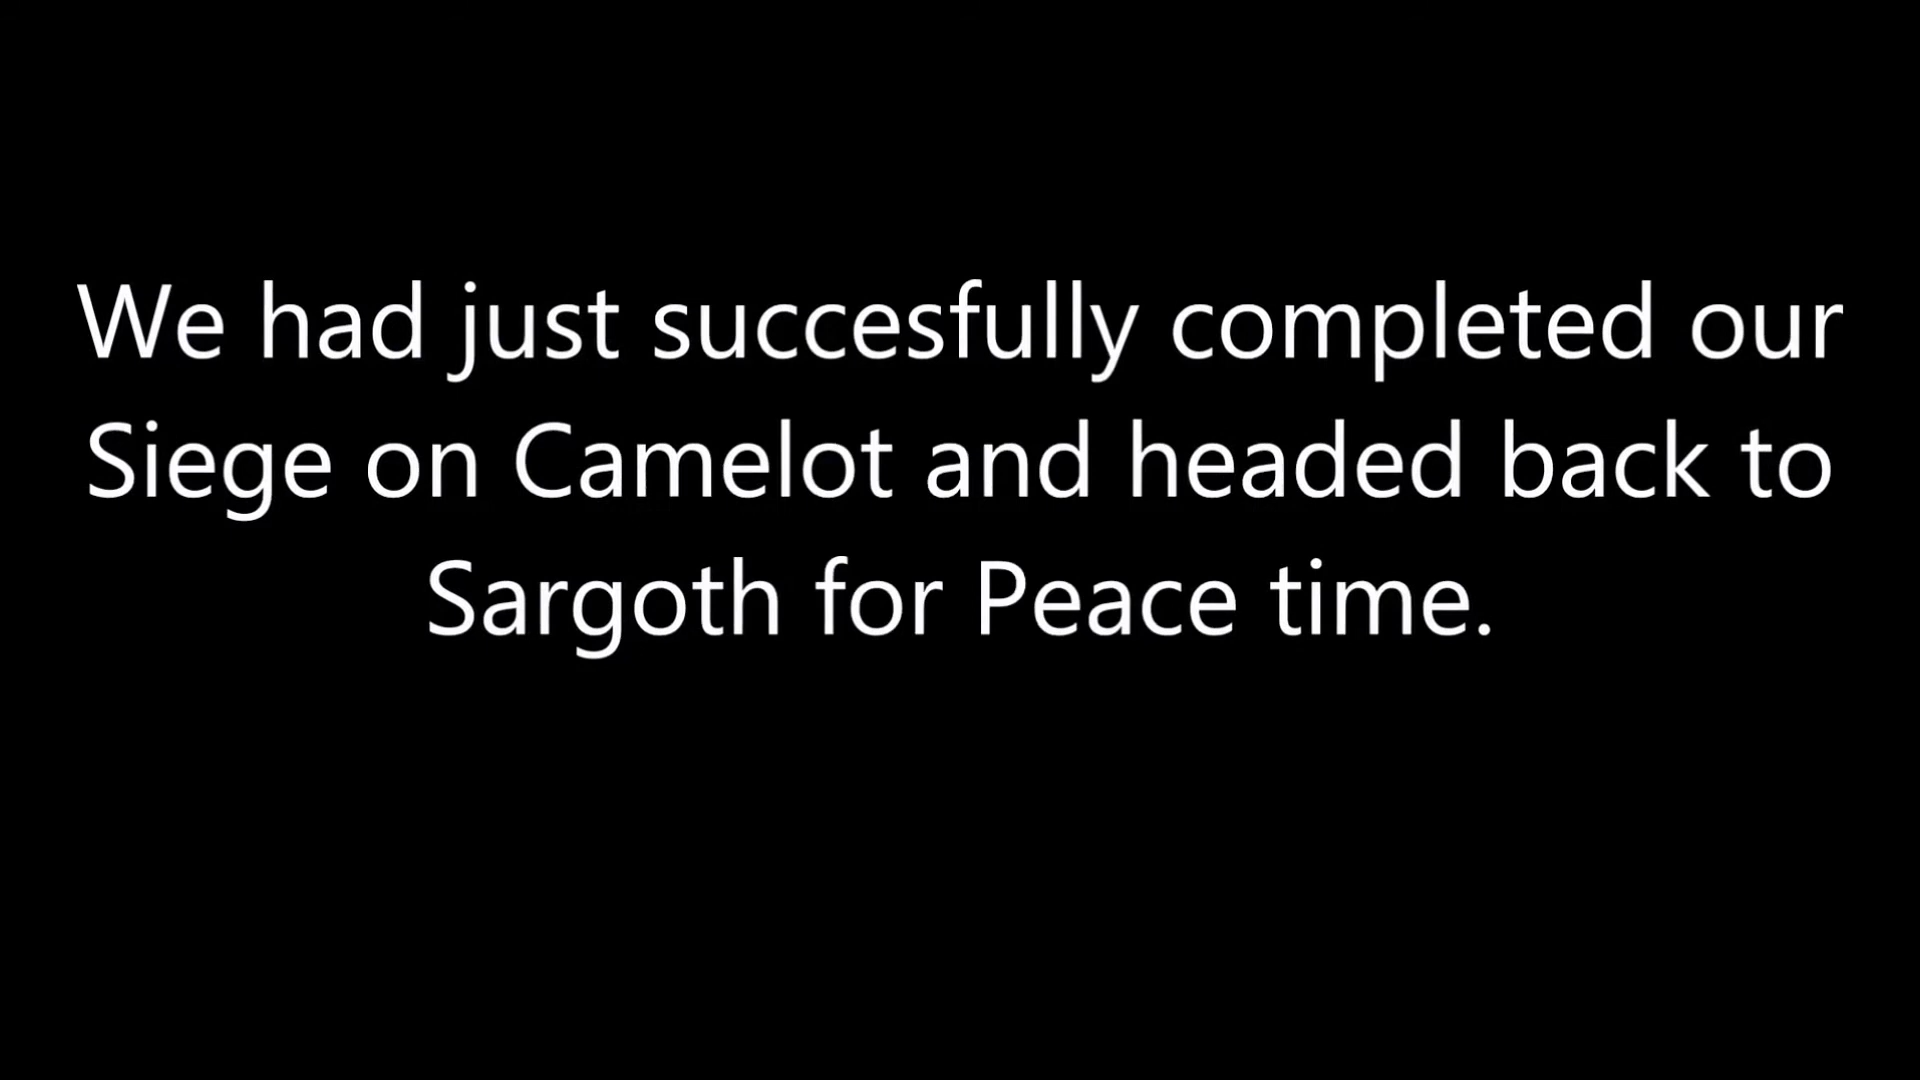 We had just succesfully completed our
Siege on Camelot and headed back to
Sargoth for Peace time.